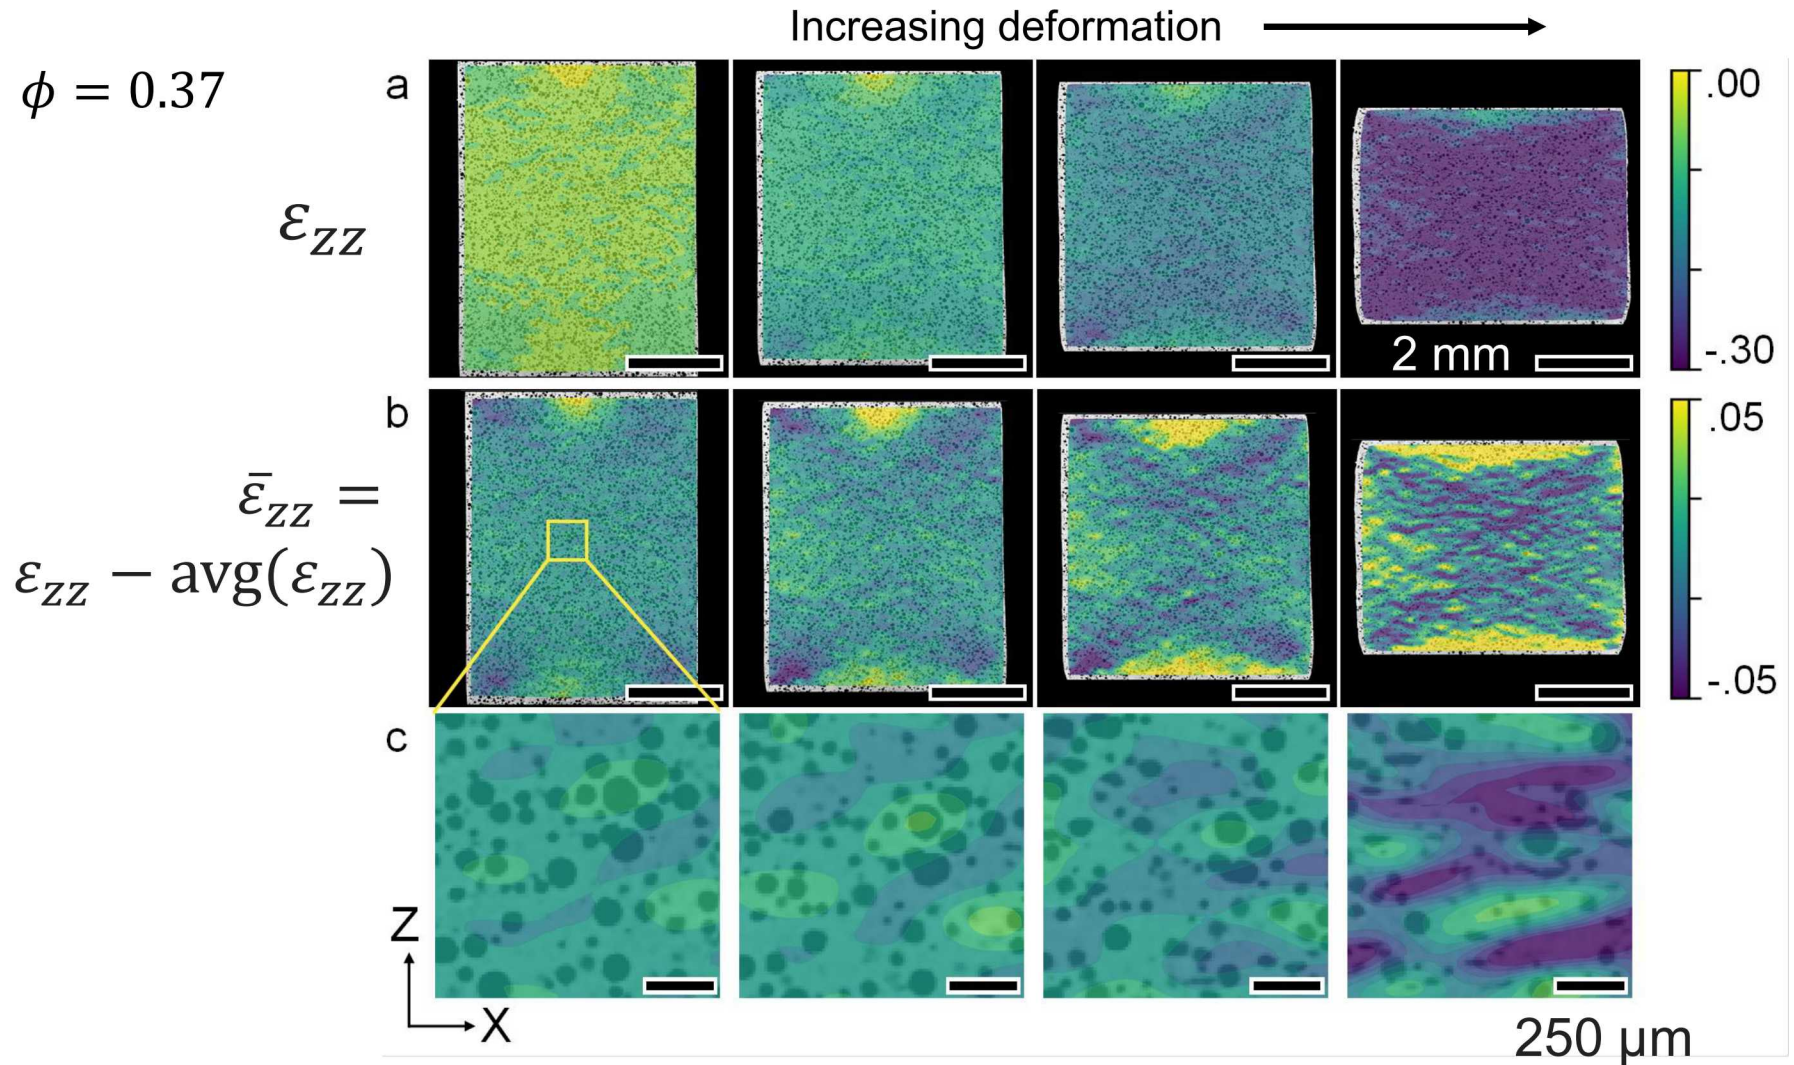 Increasing deformation
ϕ = 0.37
a
.00
ε_zz
-.30
2 mm
b
.05
ε̄_zz =
ε_zz − avg(ε_zz)
-.05
c
Z
X
250 µm